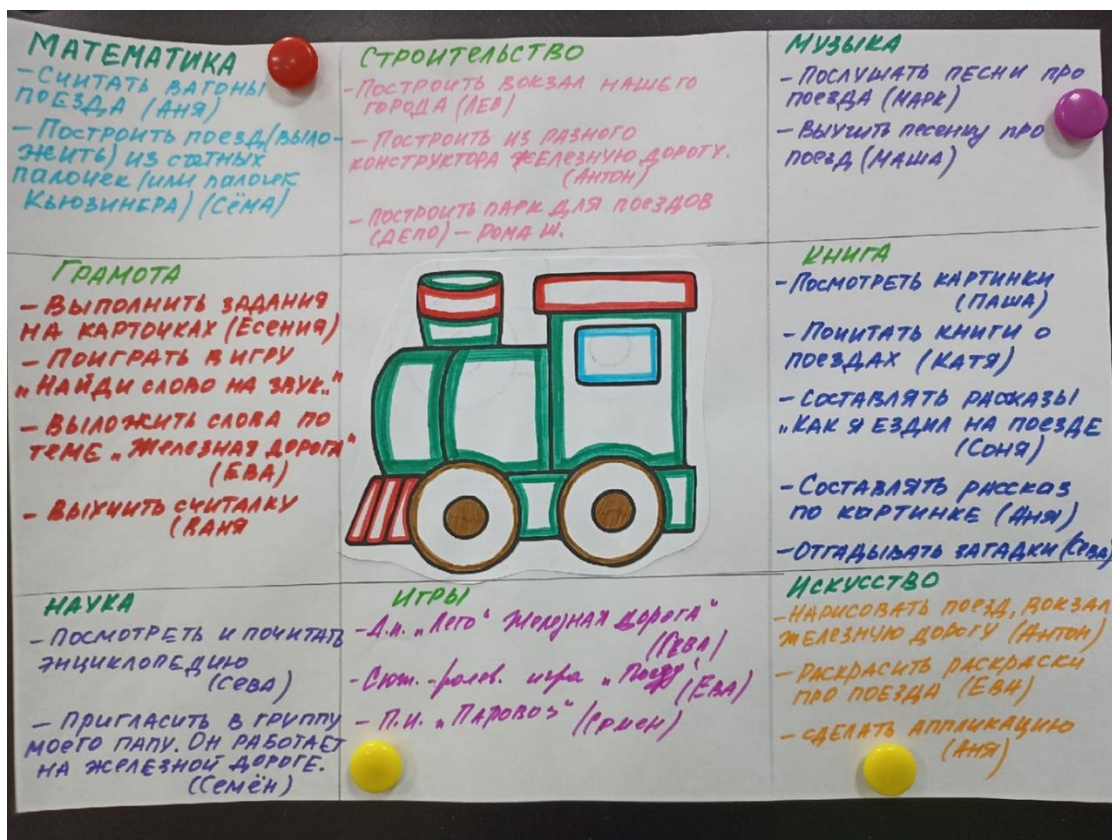 МАТЕМАТИКА
- СЧИТАТЬ ВАГОНЫ
ПОЕЗДА (АНЯ)
- ПОСТРОИТЬ ПОЕЗД (ВЫЛО-
ЖИТЬ) ИЗ СЧЁТНЫХ
ПАЛОЧЕК (ИЛИ ПАЛОЧЕК
КЬЮЗИНЕРА) (СЁМА)
СТРОИТЕЛЬСТВО
- ПОСТРОИТЬ ВОКЗАЛ НАШЕГО
ГОРОДА (ЛЕВ)
- ПОСТРОИТЬ ИЗ РАЗНОГО
КОНСТРУКТОРА ЖЕЛЕЗНУЮ ДОРОГУ.
(АНТОН)
- ПОСТРОИТЬ ПАРК ДЛЯ ПОЕЗДОВ
(ДЕПО) - РОМА Ш.
МУЗЫКА
- ПОСЛУШАТЬ ПЕСНИ ПРО
ПОЕЗДА (МАРК)
- ВЫУЧИТЬ ПЕСЕНКУ ПРО
ПОЕЗД (МАША)
ГРАМОТА
- ВЫПОЛНИТЬ ЗАДАНИЯ
НА КАРТОЧКАХ (ЕСЕНИЯ)
- ПОИГРАТЬ В ИГРУ
„НАЙДИ СЛОВО НА ЗВУК.."
- ВЫЛОЖИТЬ СЛОВА ПО
ТЕМЕ „ЖЕЛЕЗНАЯ ДОРОГА"
(ЕВА)
- ВЫУЧИТЬ СЧИТАЛКУ
(ВАНЯ
КНИГА
- ПОСМОТРЕТЬ КАРТИНКИ
(ПАША)
- ПОЧИТАТЬ КНИГИ О
ПОЕЗДАХ (КАТЯ)
- СОСТАВЛЯТЬ РАССКАЗЫ
„КАК Я ЕЗДИЛ НА ПОЕЗДЕ
(СОНЯ)
- СОСТАВЛЯТЬ РАССКАЗ
ПО КАРТИНКЕ (АНЯ)
- ОТГАДЫВАТЬ ЗАГАДКИ (СЕВА)
НАУКА
- ПОСМОТРЕТЬ И ПОЧИТАТЬ
ЭНЦИКЛОПЕДИЮ
(СЕВА)
- ПРИГЛАСИТЬ В ГРУППУ
МОЕГО ПАПУ. ОН РАБОТАЕТ
НА ЖЕЛЕЗНОЙ ДОРОГЕ.
(СЕМЁН)
ИГРЫ
- Д.и. „Лего" Железная дорога"
(СЕВА)
- Сюж.-ролев. игра „Поезд"
(ЕВА)
- П.И. „ПАРОВОЗ"
ИСКУССТВО
- НАРИСОВАТЬ ПОЕЗД, ВОКЗАЛ
ЖЕЛЕЗНУЮ ДОРОГУ (АНТОН)
- РАСКРАСИТЬ РАСКРАСКИ
ПРО ПОЕЗДА (ЕВА)
- СДЕЛАТЬ АППЛИКАЦИЮ
(АНЯ)